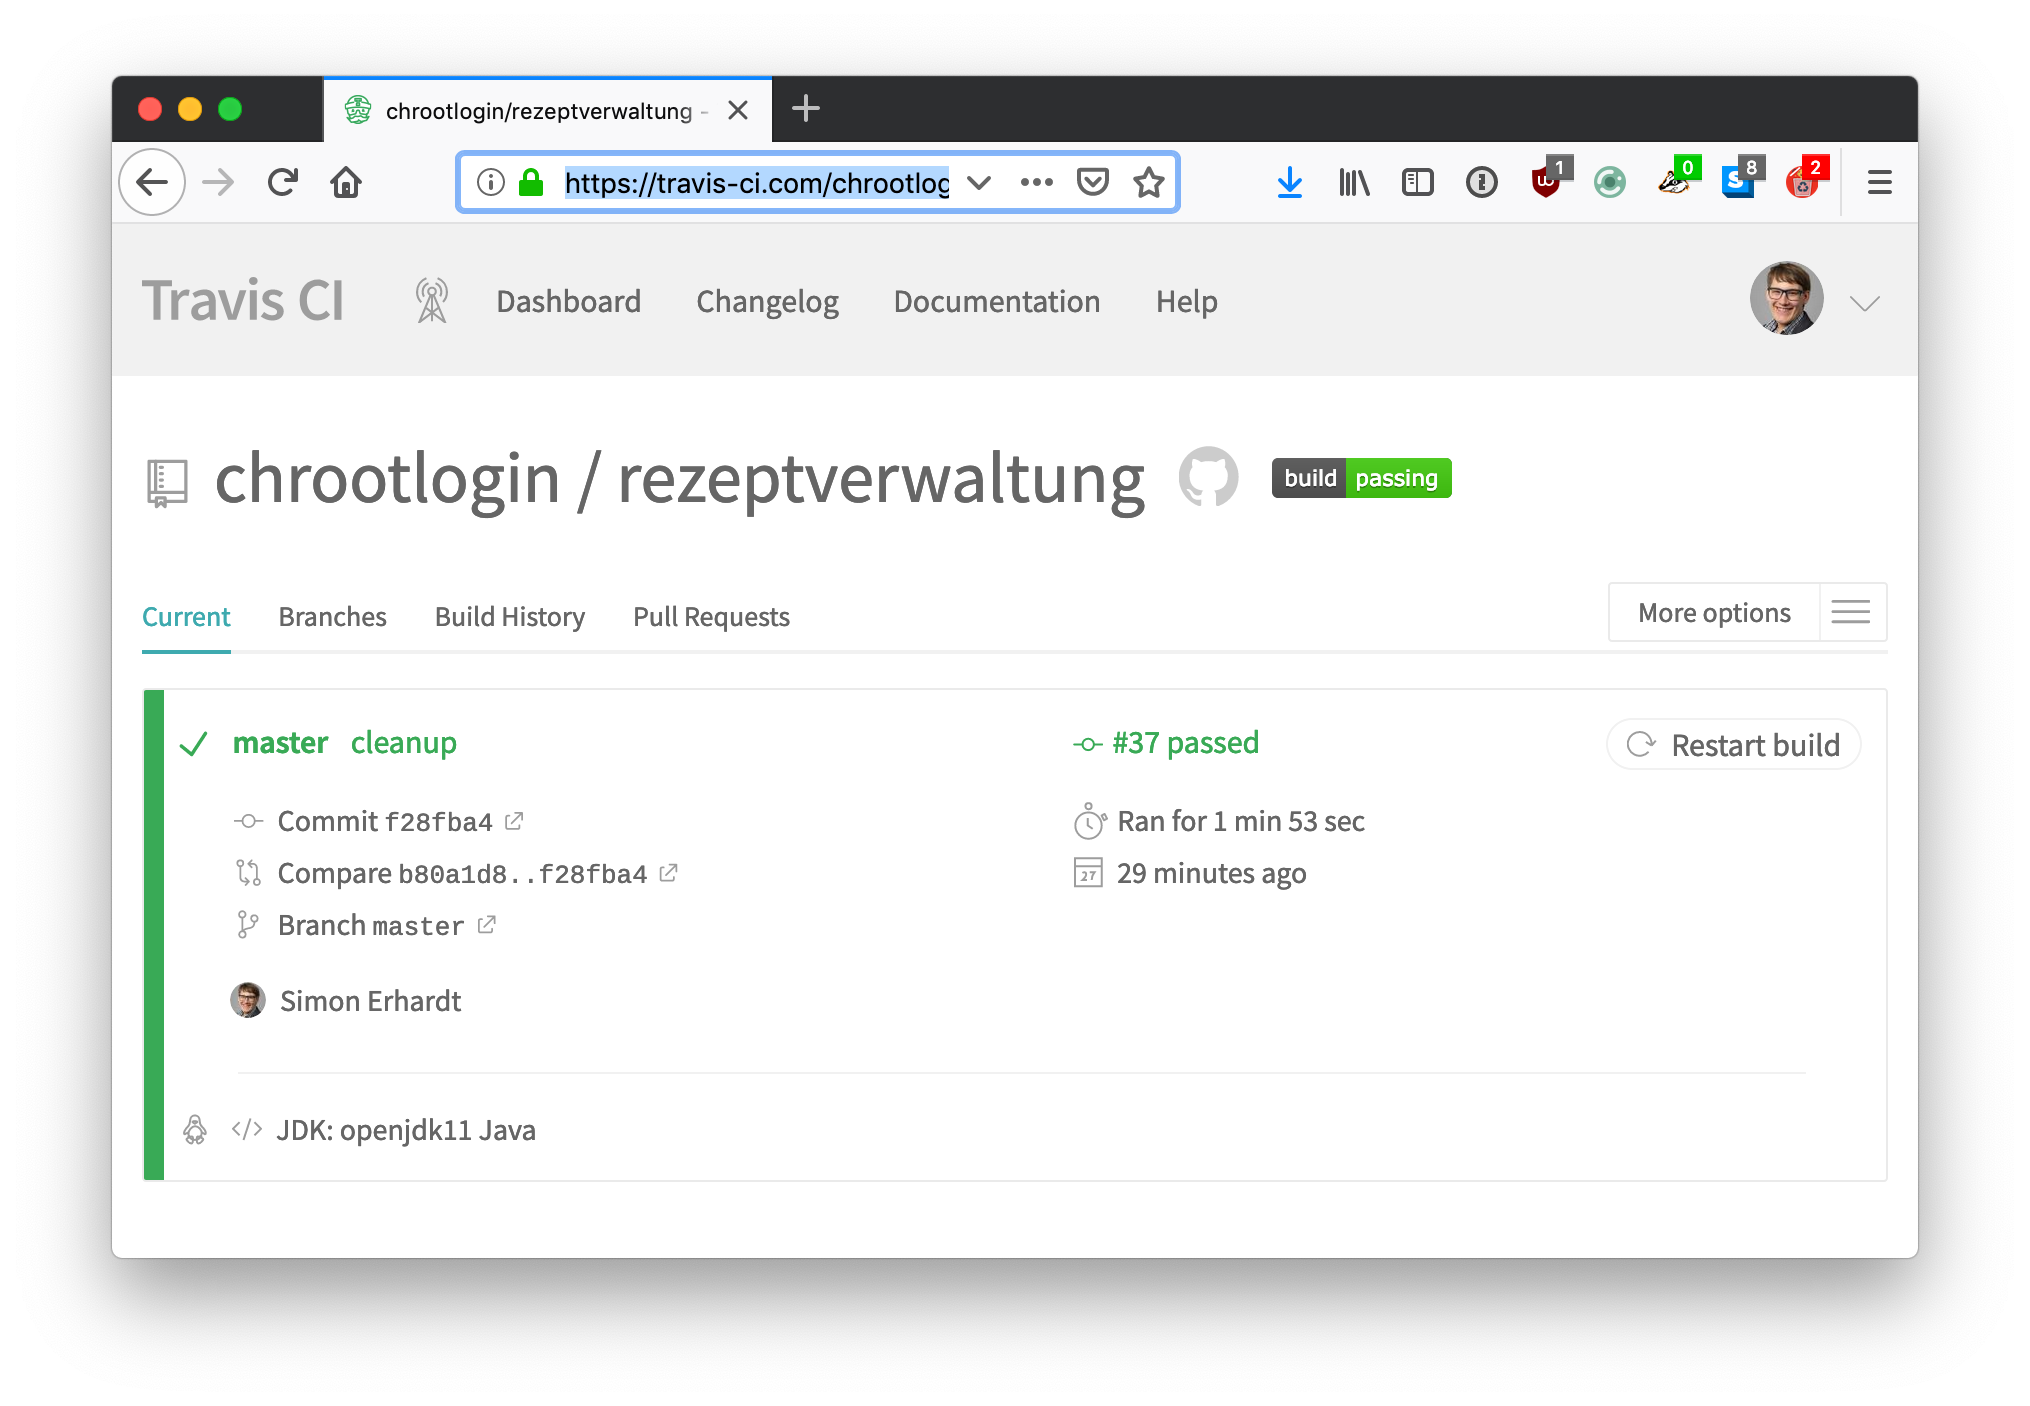 chrootlogin/rezeptverwaltung -
https://travis-ci.com/chrootlog
1
0
8
2
Travis CI Dashboard Changelog Documentation Help
chrootlogin / rezeptverwaltung build passing
Current Branches Build History Pull Requests More options
master cleanup #37 passed Restart build
Commit f28fba4 Ran for 1 min 53 sec
Compare b80a1d8..f28fba4 27 29 minutes ago
Branch master
Simon Erhardt
</> JDK: openjdk11 Java